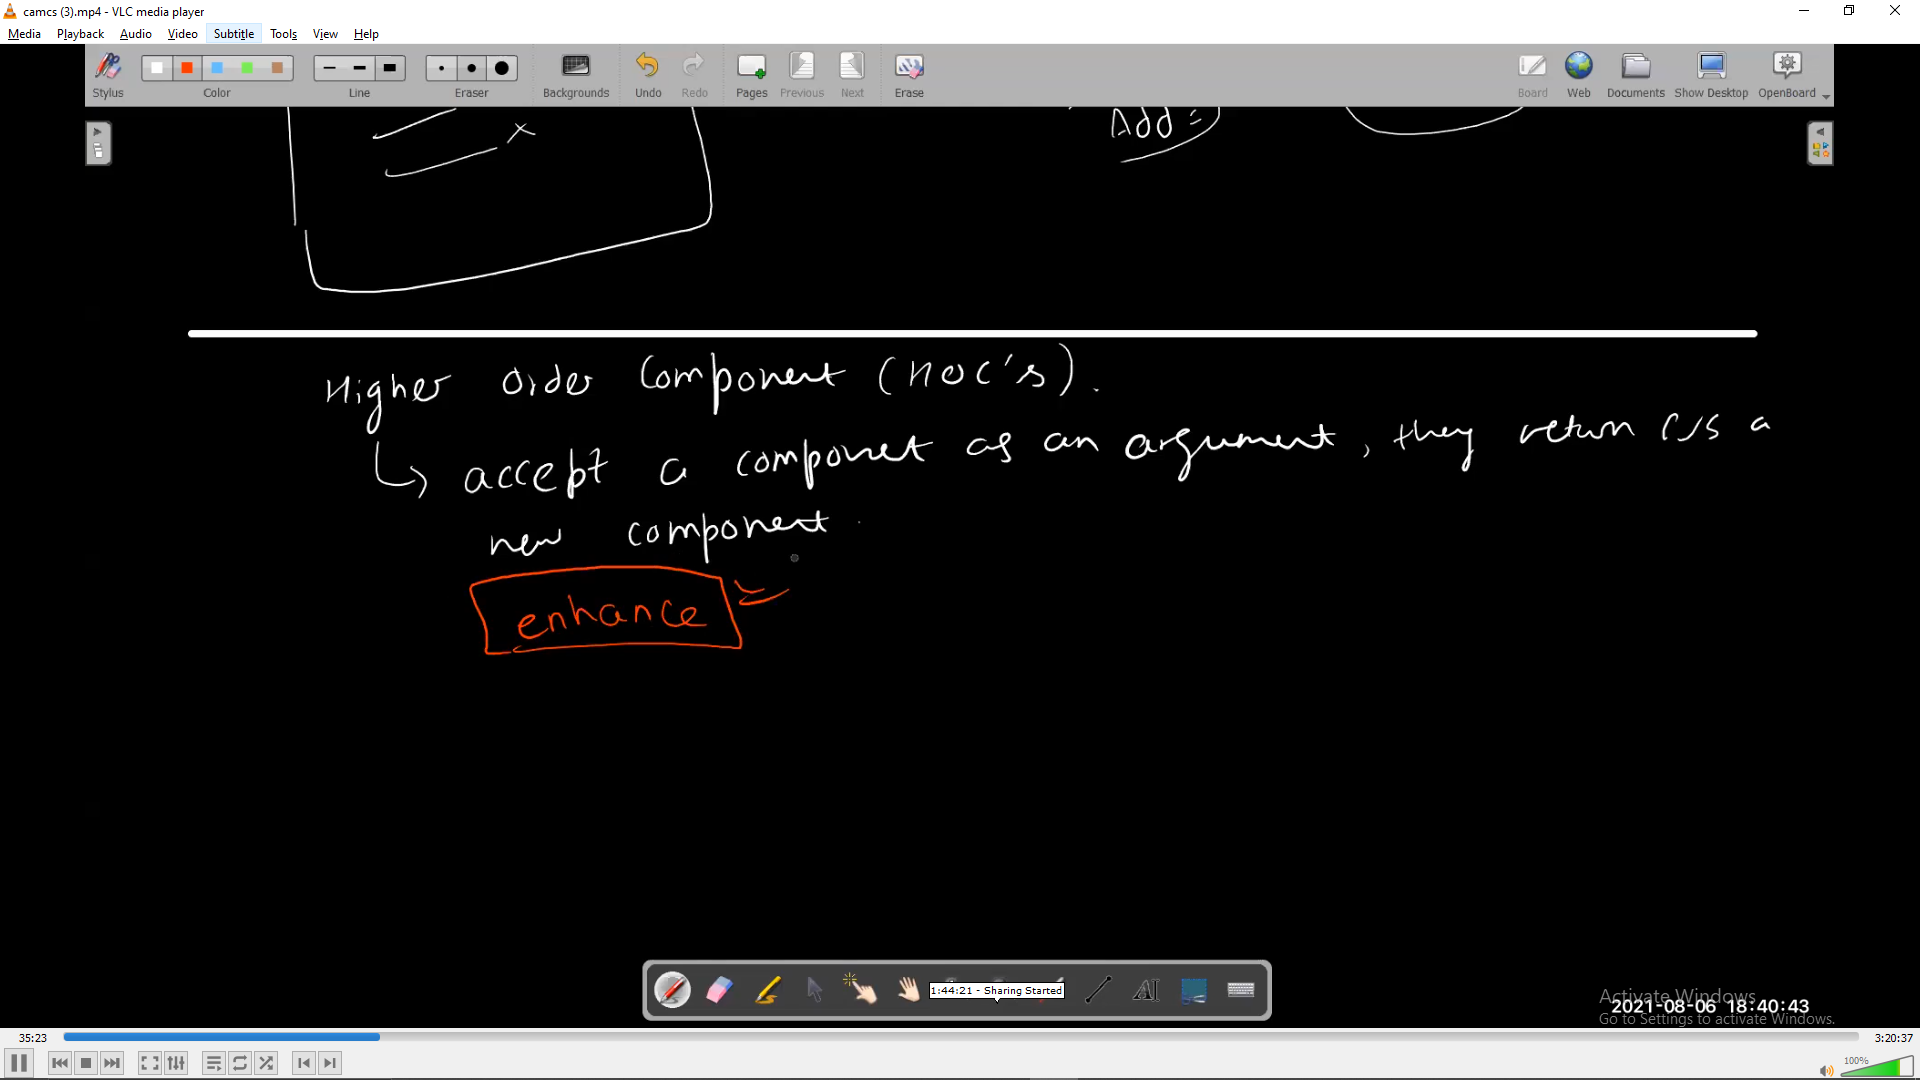 camcs (3).mp4 - VLC media player
Media Playback Audio Video Subtitle Tools View Help
Stylus Color Line Eraser Backgrounds Undo Redo Pages Previous Next Erase Board Web Documents Show Desktop OpenBoard
Add =
Higher Order Component (HOC's).
↳ accept a componet as an argument, they return r/s a
new component.
enhance
1:44:21 - Sharing Started
Activate Windows
2021-08-06 18:40:43
Go to Settings to activate Windows.
35:23 3:20:37
100%